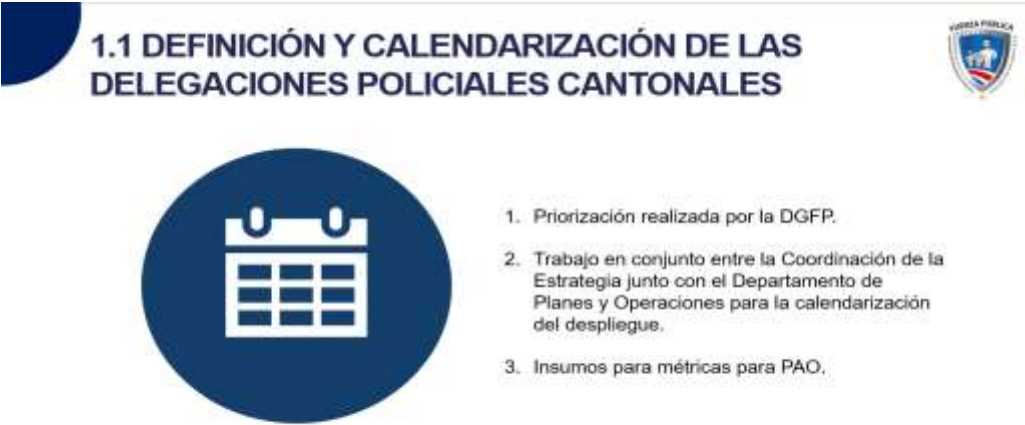 1.1 DEFINICIÓN Y CALENDARIZACIÓN DE LAS
DELEGACIONES POLICIALES CANTONALES
FUERZA PÚBLICA
1. Priorización realizada por la DGFP.
2. Trabajo en conjunto entre la Coordinación de la
Estrategia junto con el Departamento de
Planes y Operaciones para la calendarización
del despliegue.
3. Insumos para métricas para PAO.